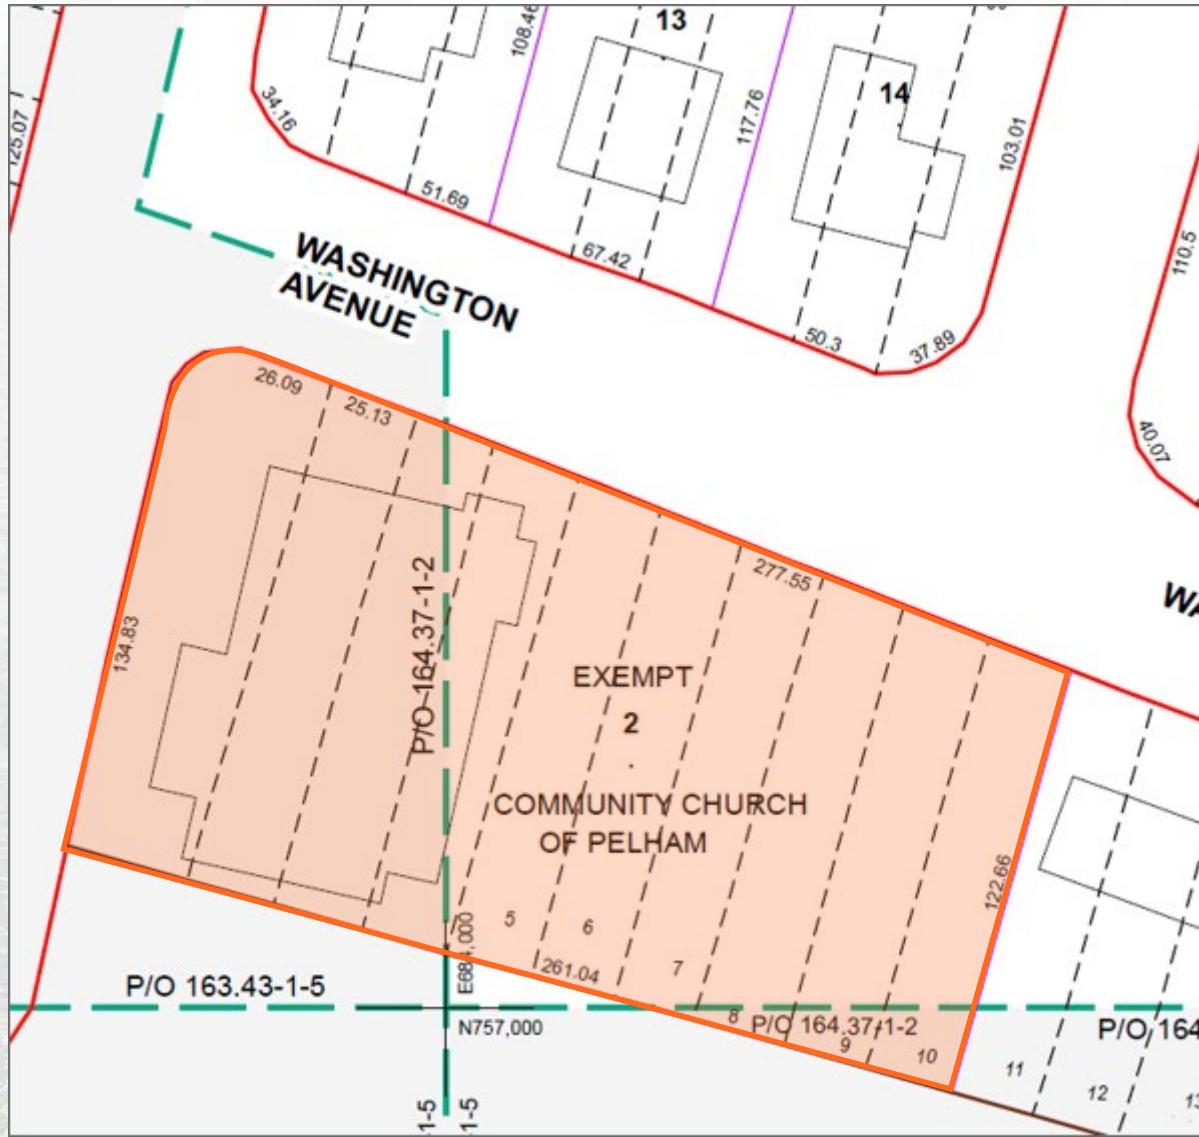 13
108.46
14
34.16
117.76
103.01
125.07
51.69
67.42
110.5
WASHINGTON
AVENUE
50.3
37.89
26.09
25.13
40.07
277.55
P/O 164.37-1-2
134.83
EXEMPT
2
COMMUNITY CHURCH
OF PELHAM
122.66
5
6
7
261.04
E684,000
P/O 163.43-1-5
N757,000
8
P/O 164.37-1-2
P/O 164
9
10
11
12
13
1-5
1-5